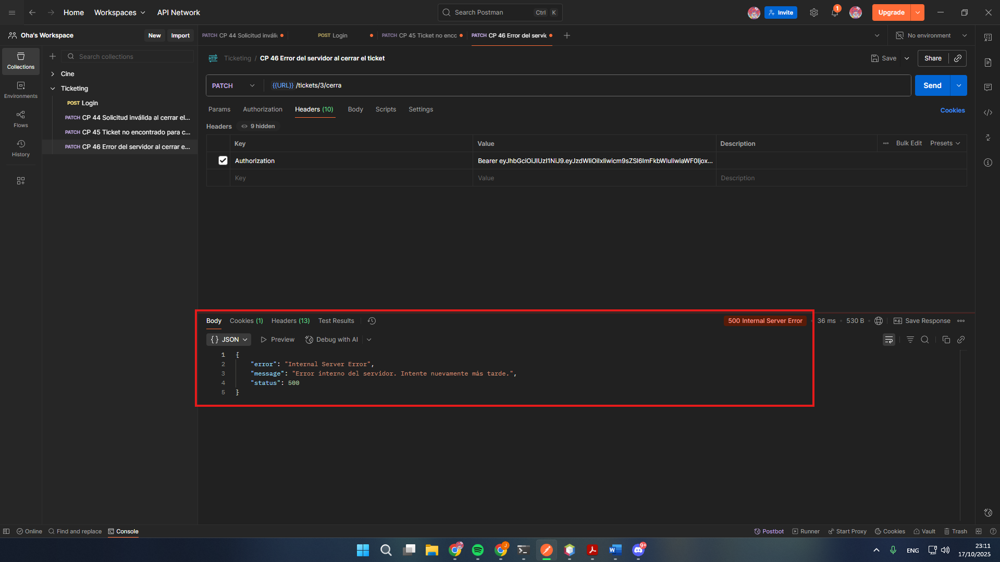 Home Workspaces API Network Search Postman Ctrl K Invite 1 Upgrade
Oha's Workspace New Import PATCH CP 44 Solicitud inváli POST Login PATCH CP 45 Ticket no enco PATCH CP 46 Error del servic No environment
Collections
Environments
Flows
History
Search collections
Cine
Ticketing
POST Login
PATCH CP 44 Solicitud inválida al cerrar el...
PATCH CP 45 Ticket no encontrado para c...
PATCH CP 46 Error del servidor al cerrar e...
HTTP Ticketing / CP 46 Error del servidor al cerrar el ticket Save Share
PATCH {{URL}} /tickets/3/cerra Send
Params Authorization Headers (10) Body Scripts Settings Cookies
Headers 9 hidden
Key Value Description Bulk Edit Presets
Authorization Bearer eyJhbGciOiJIUzI1NiJ9.eyJzdWIiOiIxIiwicm9sZSI6ImFkbWluIiwiaWF0Ijox...
Key Value Description
Body Cookies (1) Headers (13) Test Results 500 Internal Server Error 36 ms 530 B e.g. Save Response
{} JSON Preview Debug with AI
1 {
2 "error": "Internal Server Error",
3 "message": "Error interno del servidor. Intente nuevamente más tarde.",
4 "status": 500
5 }
Online Find and replace Console Postbot Runner Start Proxy Cookies Vault Trash
J W 9+ ENG 23:11
17/10/2025